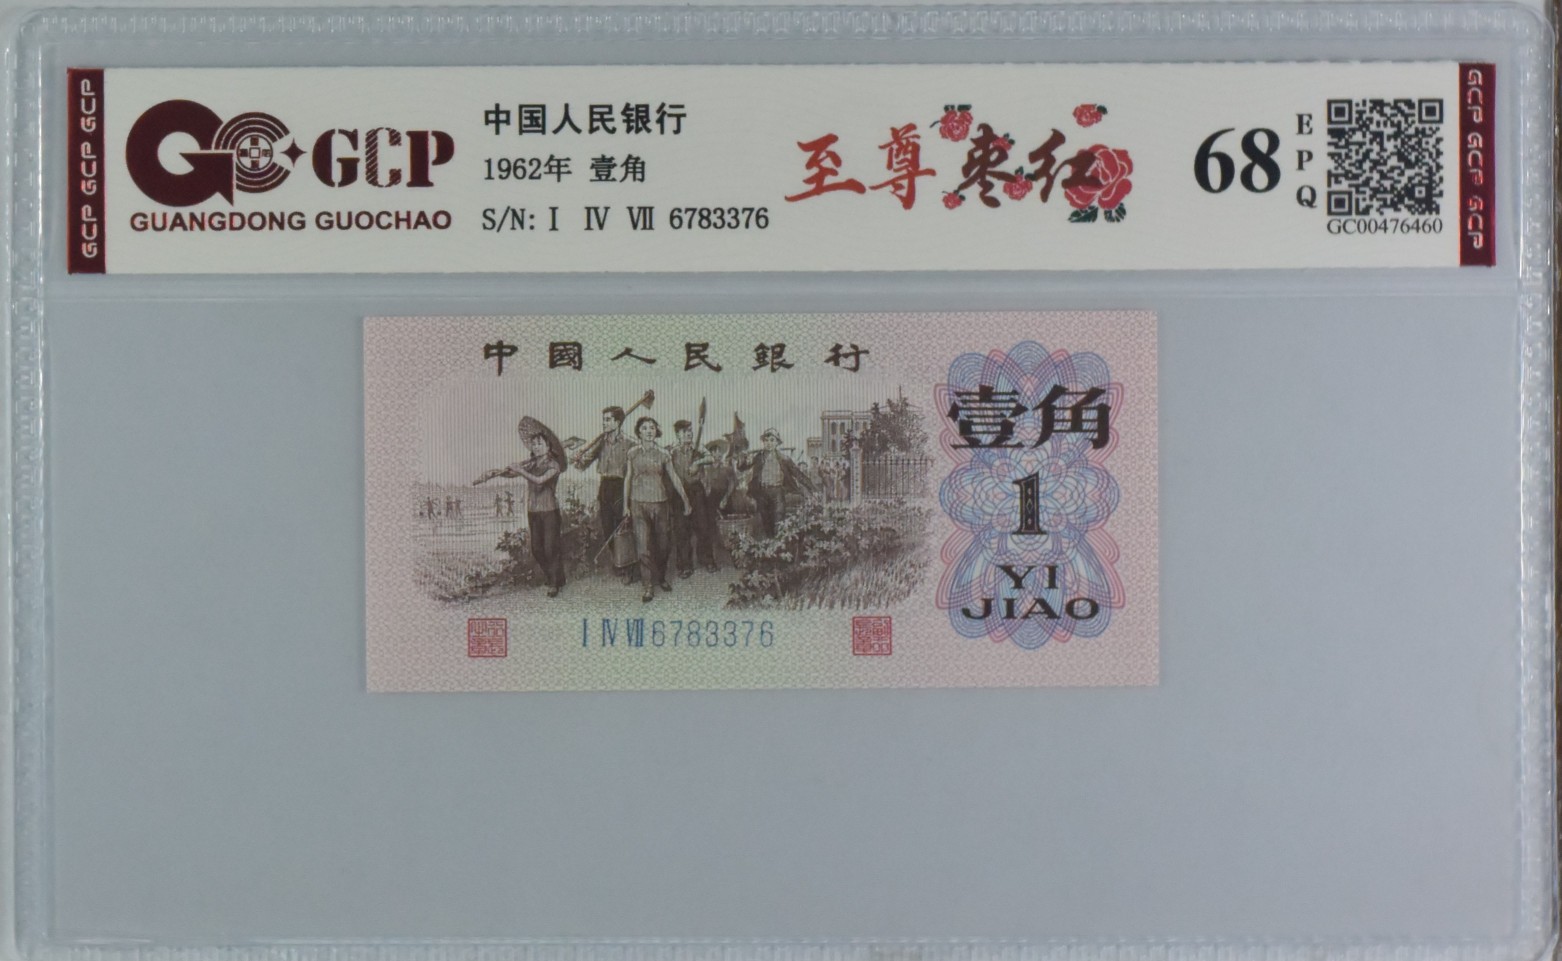 GCP GCP GCP
GCP
GUANGDONG GUOCHAO
中国人民银行
1962年 壹角
S/N: I IV VII 6783376
至尊枣红
68
EPQ
GC00476460
GCP GCP GCP
中國人民銀行
壹角
1
YI
JIAO
I IV VII 6783376